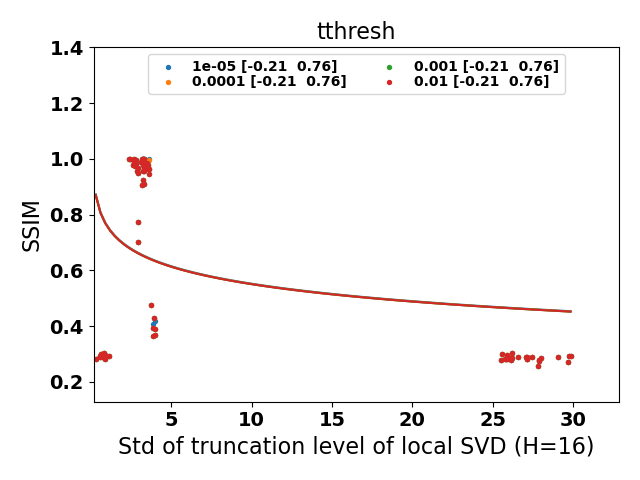 tthresh
1e-05 [-0.21  0.76]
0.0001 [-0.21  0.76]
0.001 [-0.21  0.76]
0.01 [-0.21  0.76]
SSIM
1.4
1.2
1.0
0.8
0.6
0.4
0.2
5 10 15 20 25 30
Std of truncation level of local SVD (H=16)